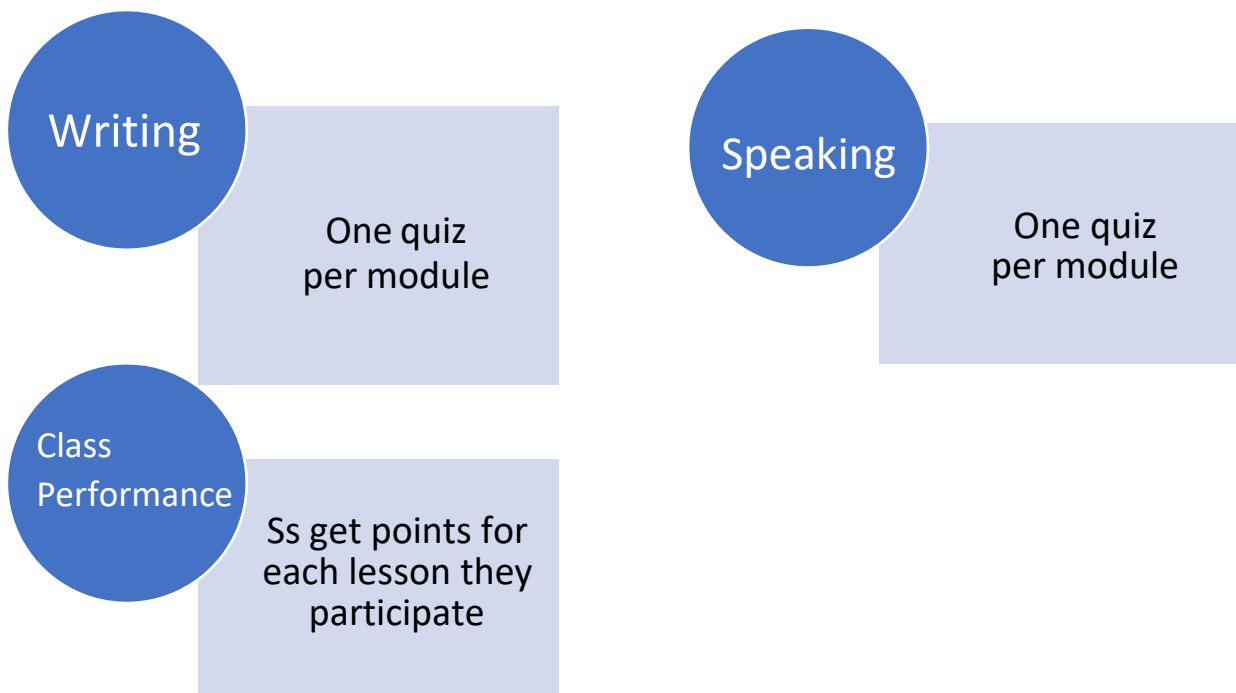 Writing
One quiz
per module
Speaking
One quiz
per module
Class
Performance
Ss get points for
each lesson they
participate